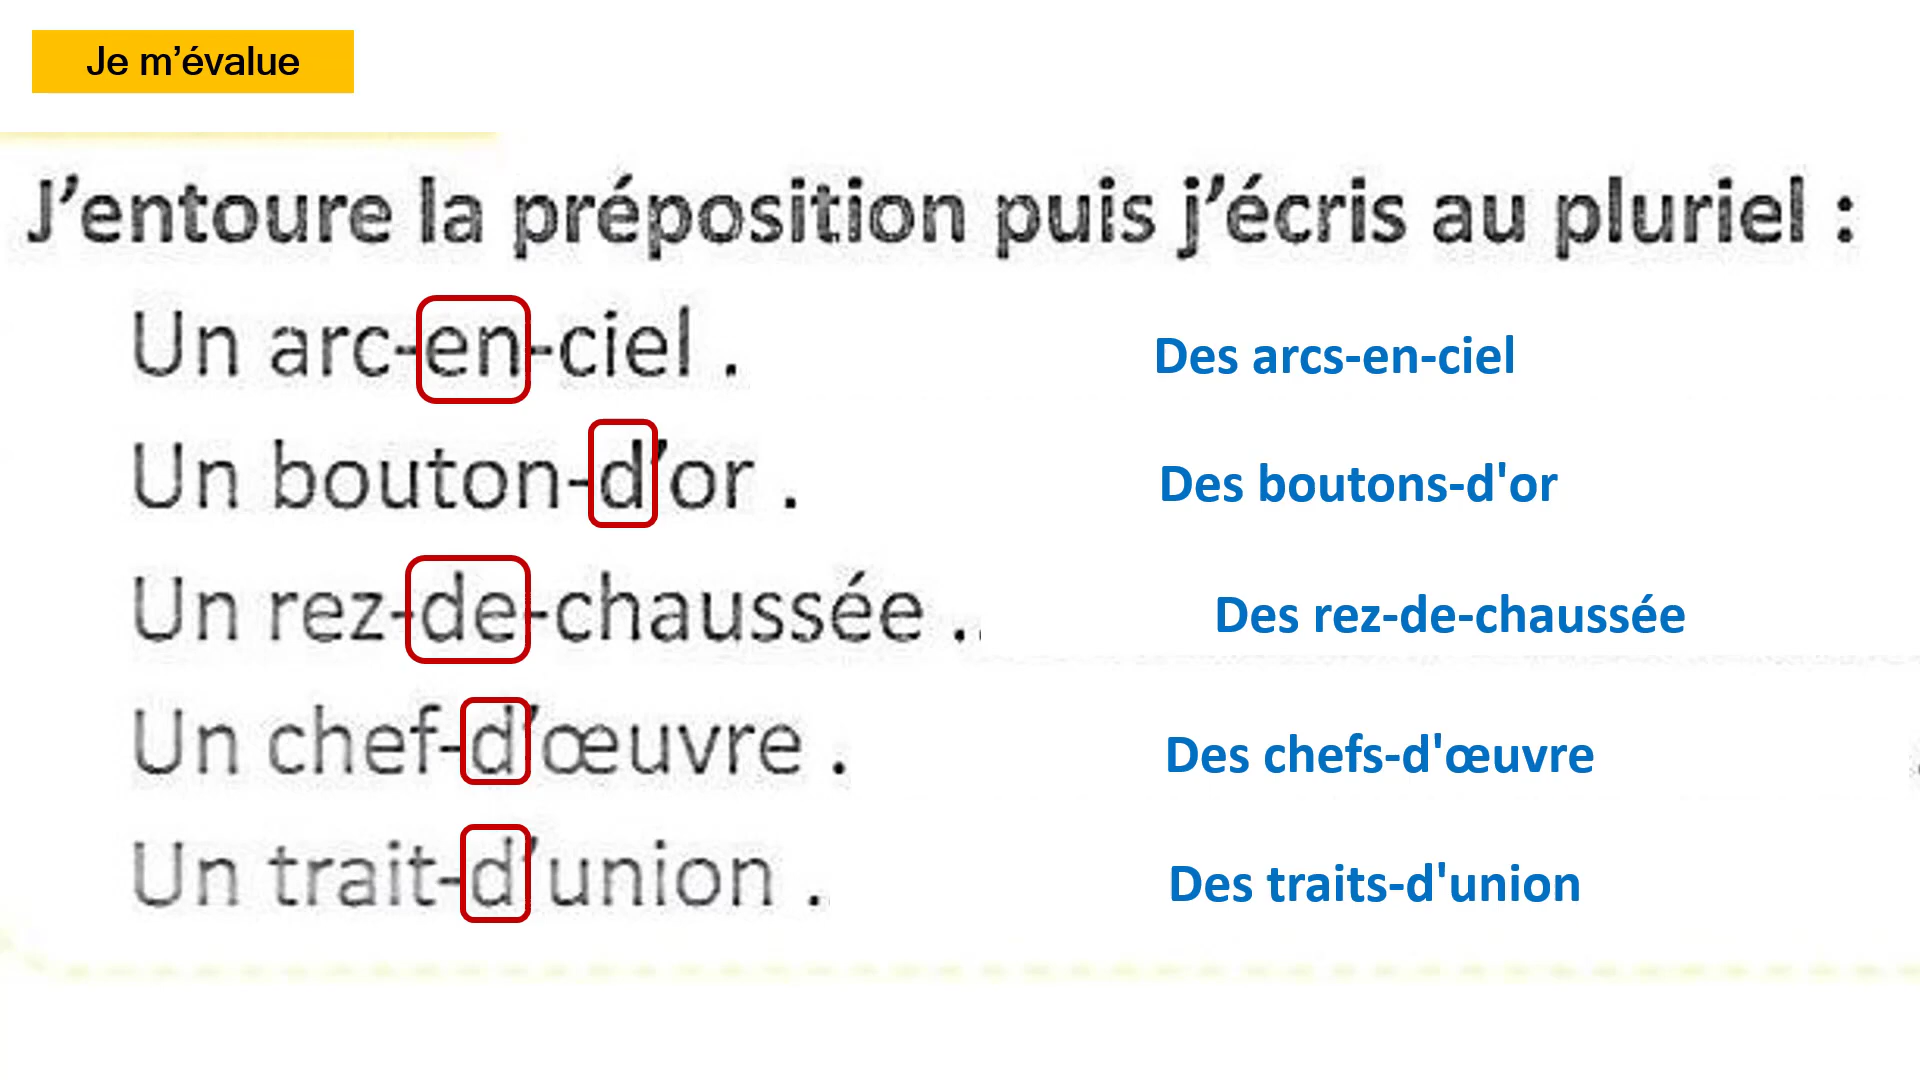 Je m’évalue
J’entoure la préposition puis j’écris au pluriel :
Un arc-en-ciel . Des arcs-en-ciel
Un bouton-d’or . Des boutons-d'or
Un rez-de-chaussée .. Des rez-de-chaussée
Un chef-d’œuvre . Des chefs-d'œuvre
Un trait-d’union .. Des traits-d'union